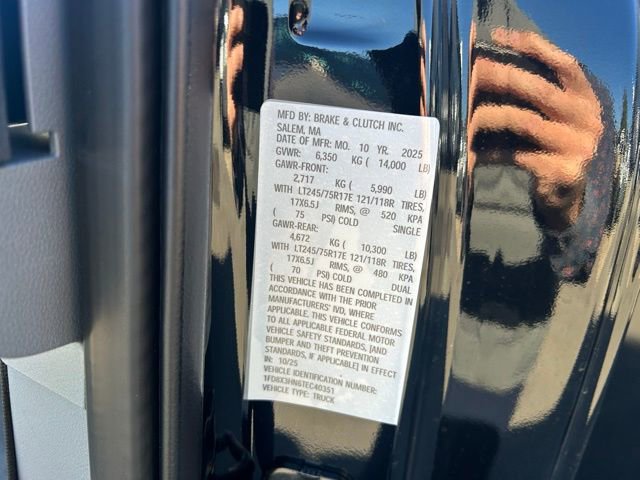 MFD BY: BRAKE & CLUTCH INC.
SALEM, MA
DATE OF MFR: MO. 10 YR. 2025
GVWR: 6,350 KG ( 14,000 LB)
GAWR-FRONT:
2,717 KG ( 5,990 LB)
WITH LT245/75R17E 121/118R TIRES,
17X6.5J RIMS, @ 520 KPA
( 75 PSI) COLD SINGLE
GAWR-REAR:
4,672 KG ( 10,300 LB)
WITH LT245/75R17E 121/118R TIRES,
17X6.5J RIMS, @ 480 KPA
( 70 PSI) COLD DUAL
THIS VEHICLE HAS BEEN COMPLETED IN
ACCORDANCE WITH THE PRIOR
MANUFACTURERS' IVD, WHERE
APPLICABLE. THIS VEHICLE CONFORMS
TO ALL APPLICABLE FEDERAL MOTOR
VEHICLE SAFETY STANDARDS, [AND
BUMPER AND THEFT PREVENTION
STANDARDS, IF APPLICABLE] IN EFFECT
IN: 10/25
VEHICLE IDENTIFICATION NUMBER:
1FD8X3HN6TEC40351
VEHICLE TYPE: TRUCK